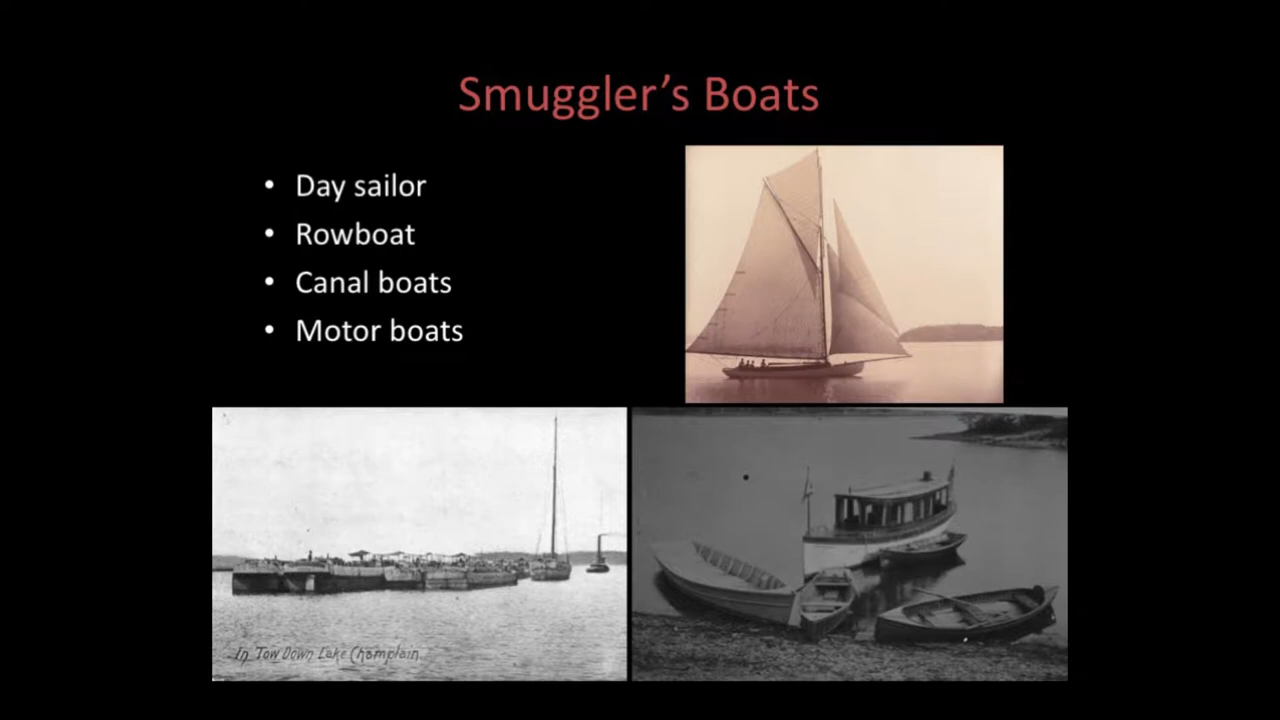 Smuggler’s Boats
• Day sailor
• Rowboat
• Canal boats
• Motor boats
In Tow Down Lake Champlain